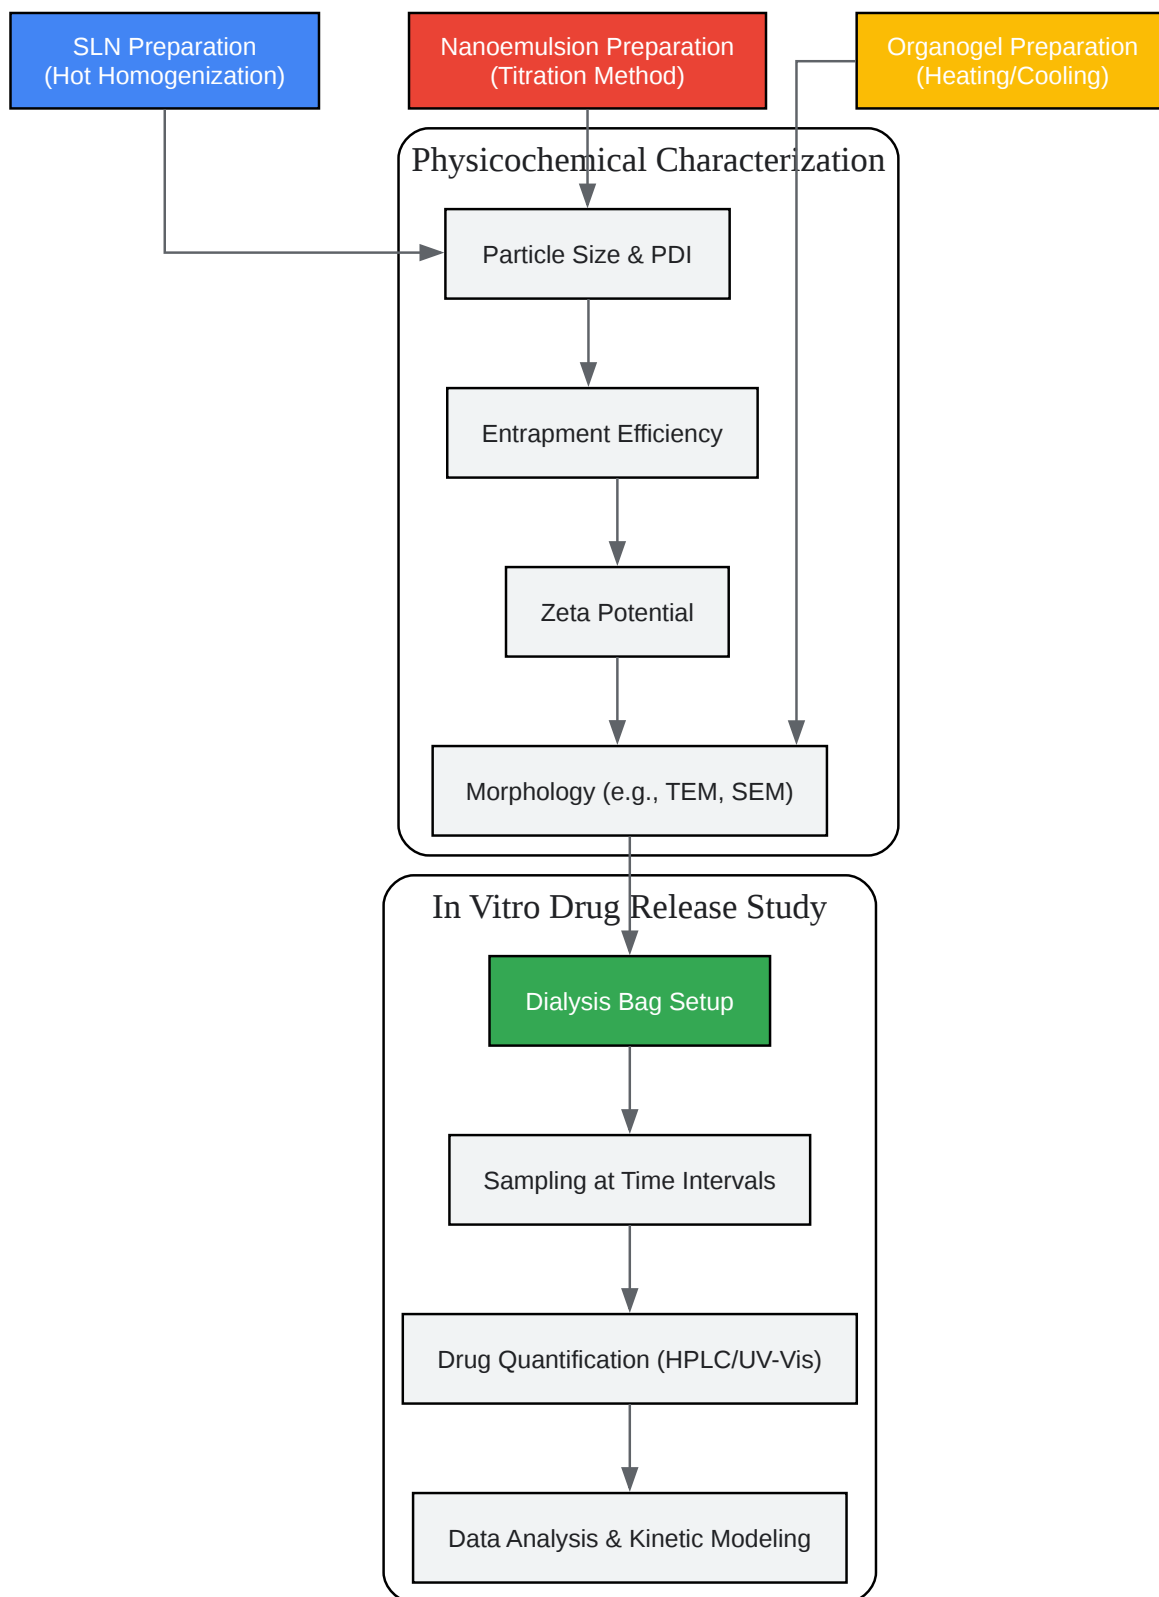 SLN Preparation
(Hot Homogenization)
Nanoemulsion Preparation
(Titration Method)
Organogel Preparation
(Heating/Cooling)
Physicochemical Characterization
Particle Size & PDI
Entrapment Efficiency
Zeta Potential
Morphology (e.g., TEM, SEM)
In Vitro Drug Release Study
Dialysis Bag Setup
Sampling at Time Intervals
Drug Quantification (HPLC/UV-Vis)
Data Analysis & Kinetic Modeling